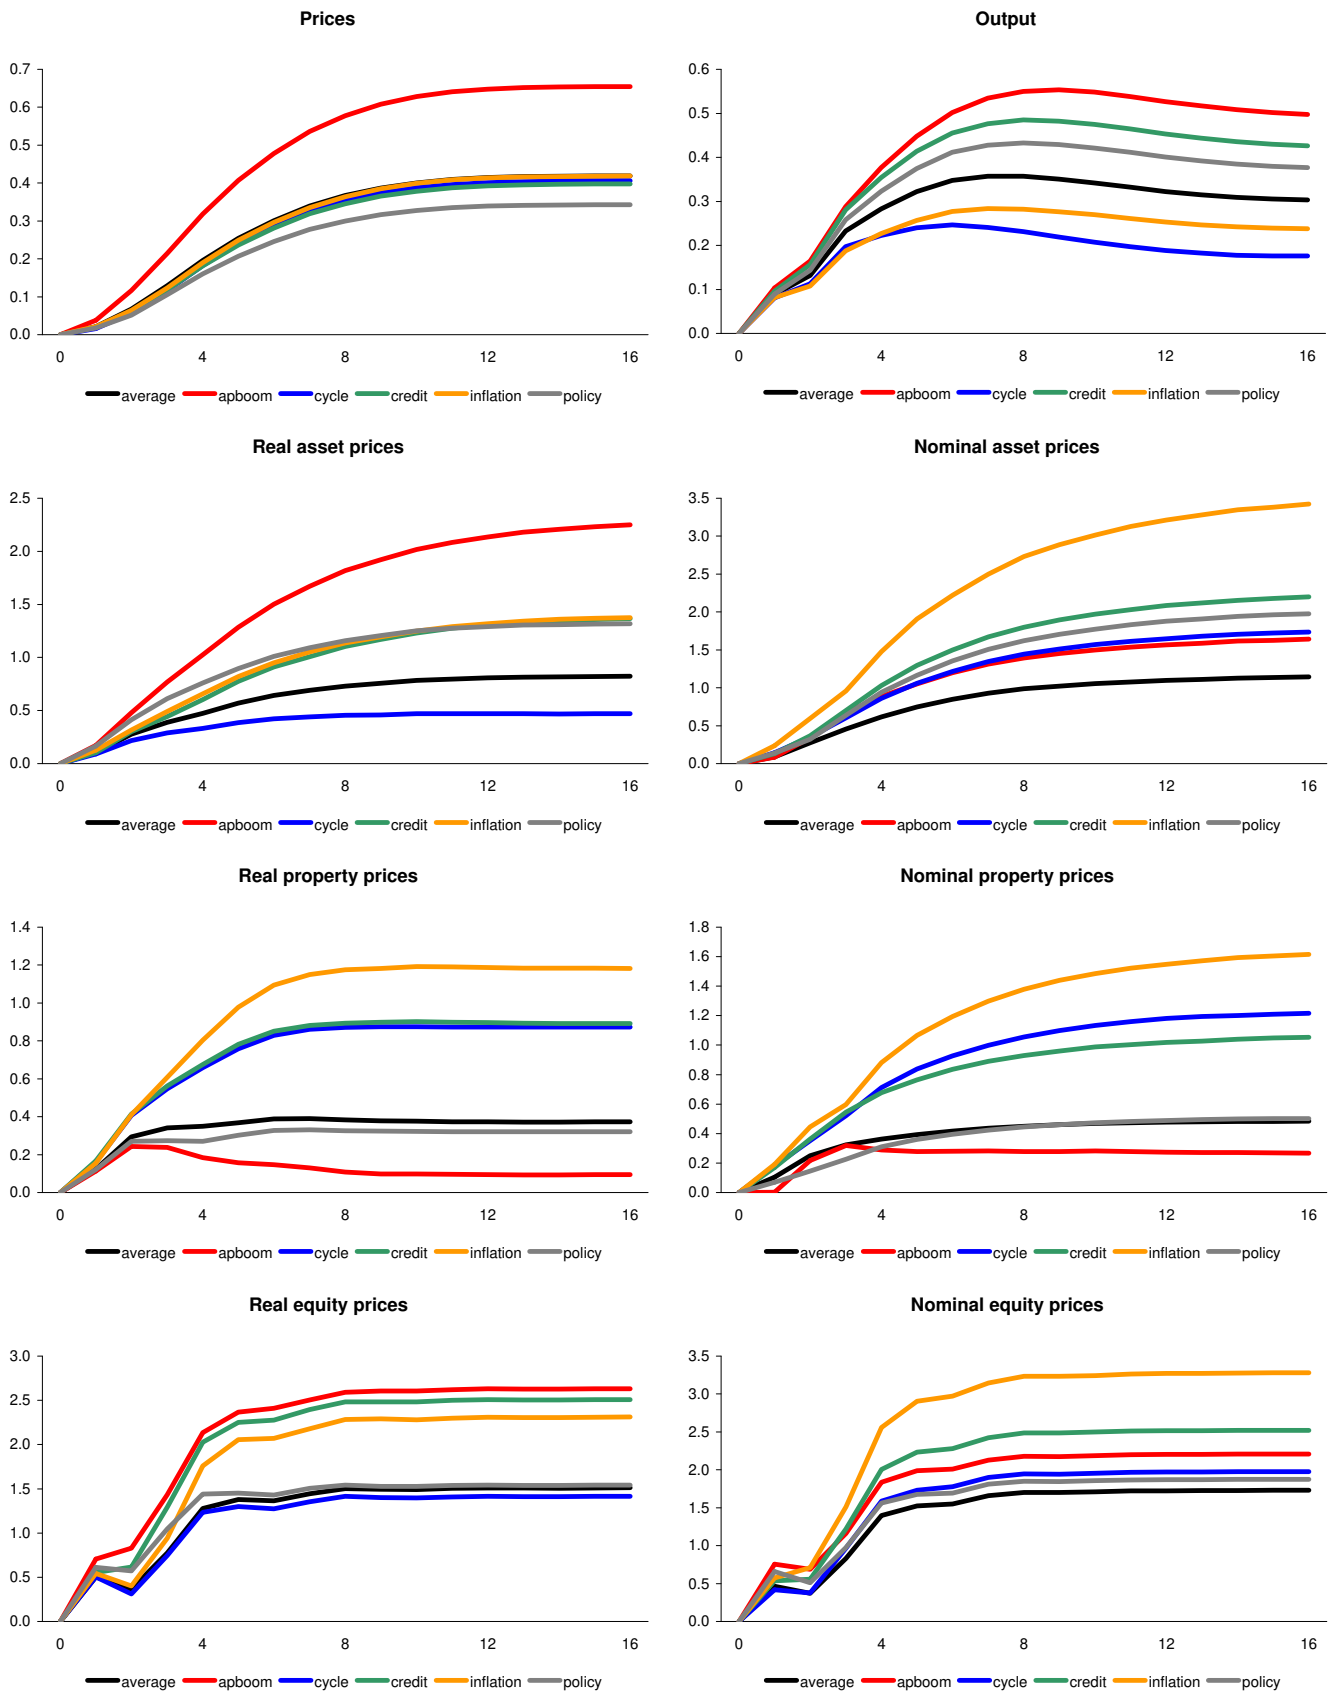 Prices
0.7
0.6
0.5
0.4
0.3
0.2
0.1
0.0
0 4 8 12 16
average apboom cycle credit inflation policy
Output
0.6
0.5
0.4
0.3
0.2
0.1
0.0
0 4 8 12 16
average apboom cycle credit inflation policy
Real asset prices
2.5
2.0
1.5
1.0
0.5
0.0
0 4 8 12 16
average apboom cycle credit inflation policy
Nominal asset prices
3.5
3.0
2.5
2.0
1.5
1.0
0.5
0.0
0 4 8 12 16
average apboom cycle credit inflation policy
Real property prices
1.4
1.2
1.0
0.8
0.6
0.4
0.2
0.0
0 4 8 12 16
average apboom cycle credit inflation policy
Nominal property prices
1.8
1.6
1.4
1.2
1.0
0.8
0.6
0.4
0.2
0.0
0 4 8 12 16
average apboom cycle credit inflation policy
Real equity prices
3.0
2.5
2.0
1.5
1.0
0.5
0.0
0 4 8 12 16
average apboom cycle credit inflation policy
Nominal equity prices
3.5
3.0
2.5
2.0
1.5
1.0
0.5
0.0
0 4 8 12 16
average apboom cycle credit inflation policy